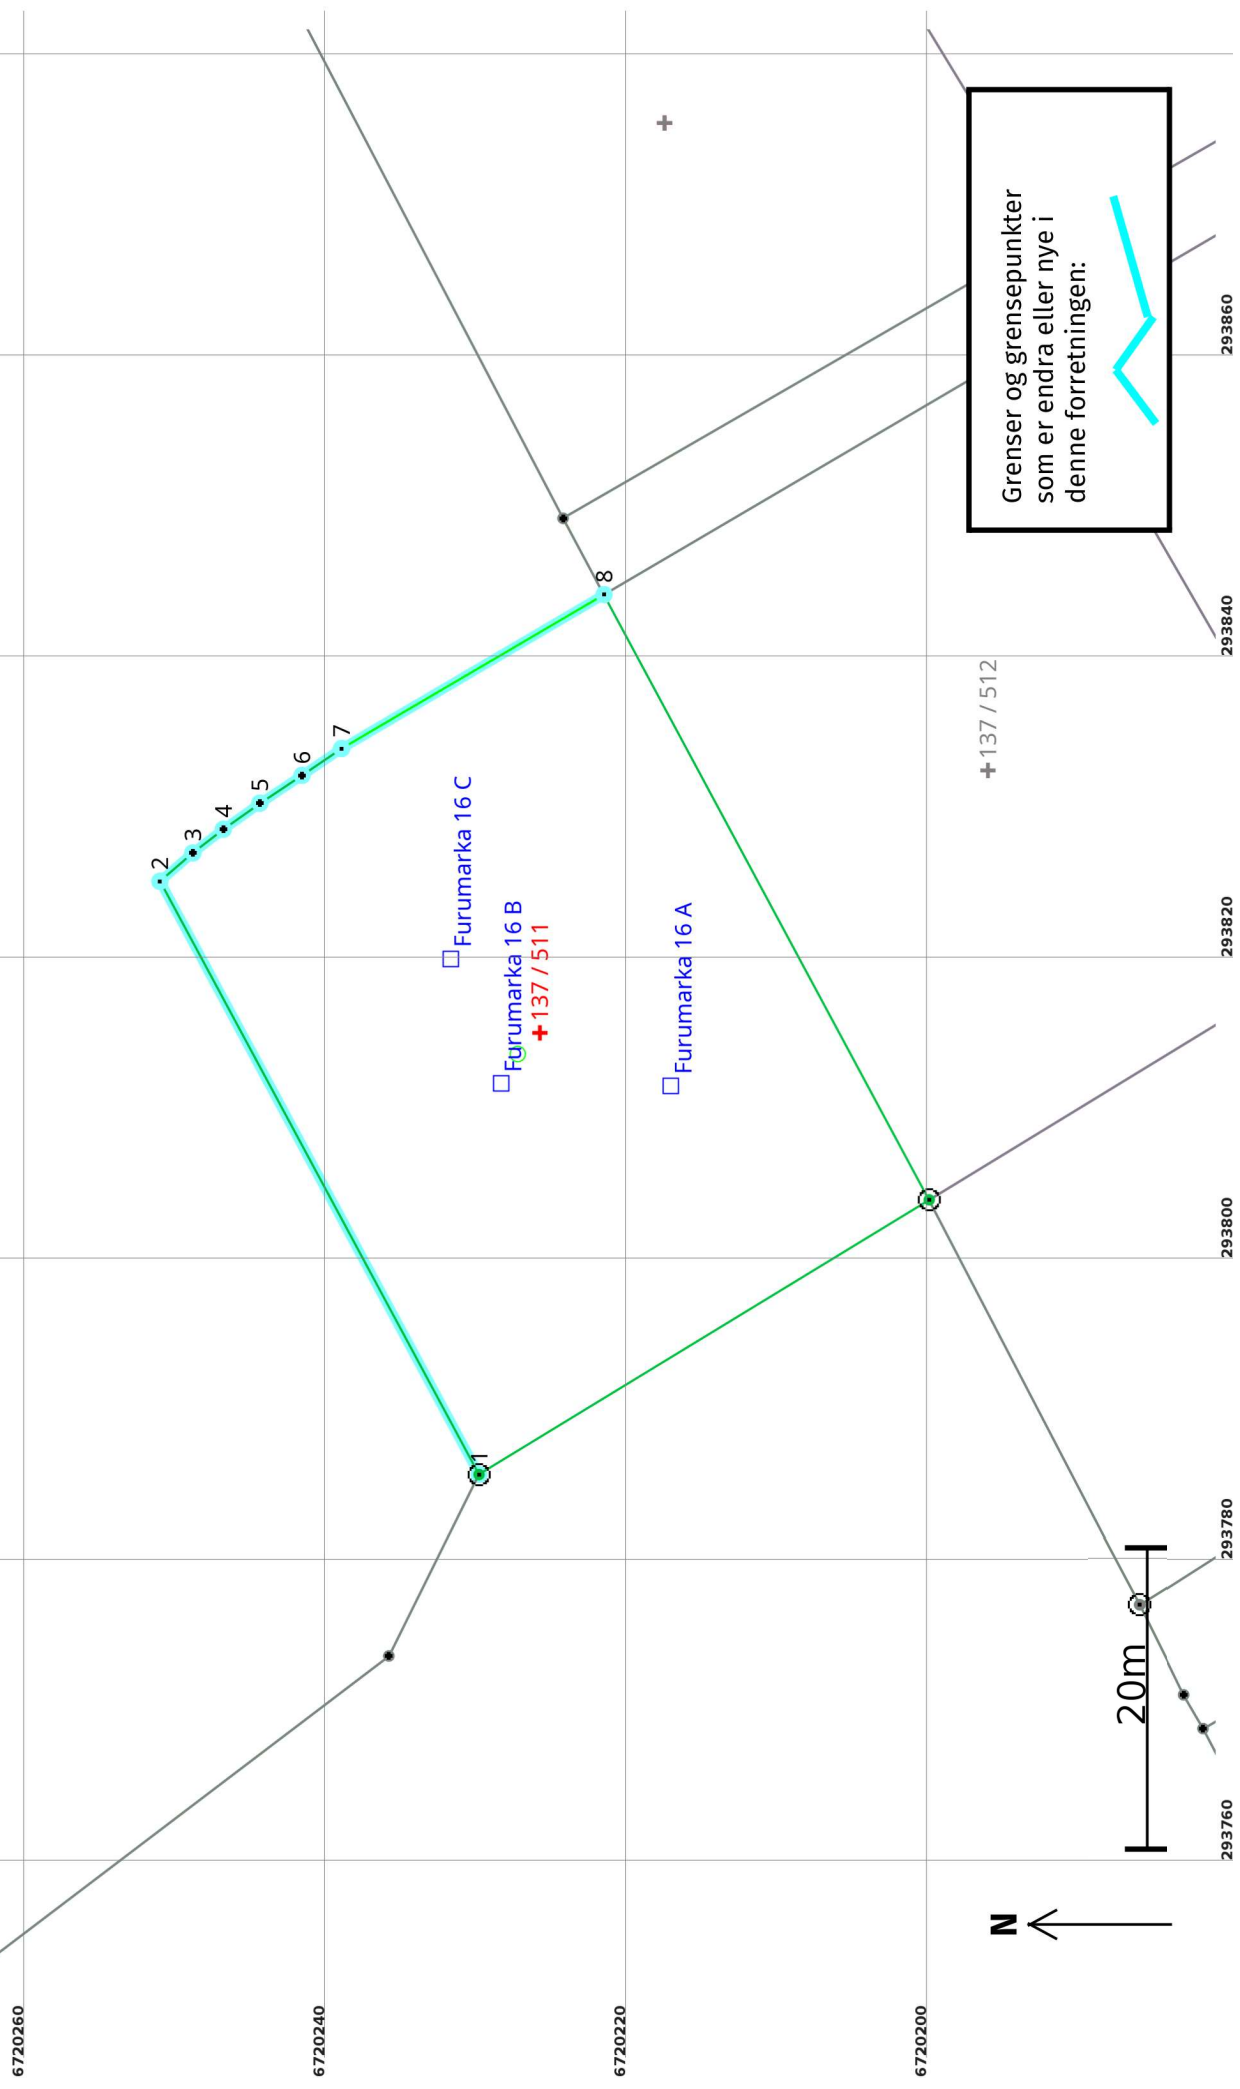 6720260
6720240
6720220
6720200
293760
293780
293800
293820
293840
293860
N
20m
1
2
3
4
5
6
7
8
Furumarka 16 C
Furumarka 16 B
137 / 511
Furumarka 16 A
137 / 512
Grenser og grensepunkter
som er endra eller nye i
denne forretningen: